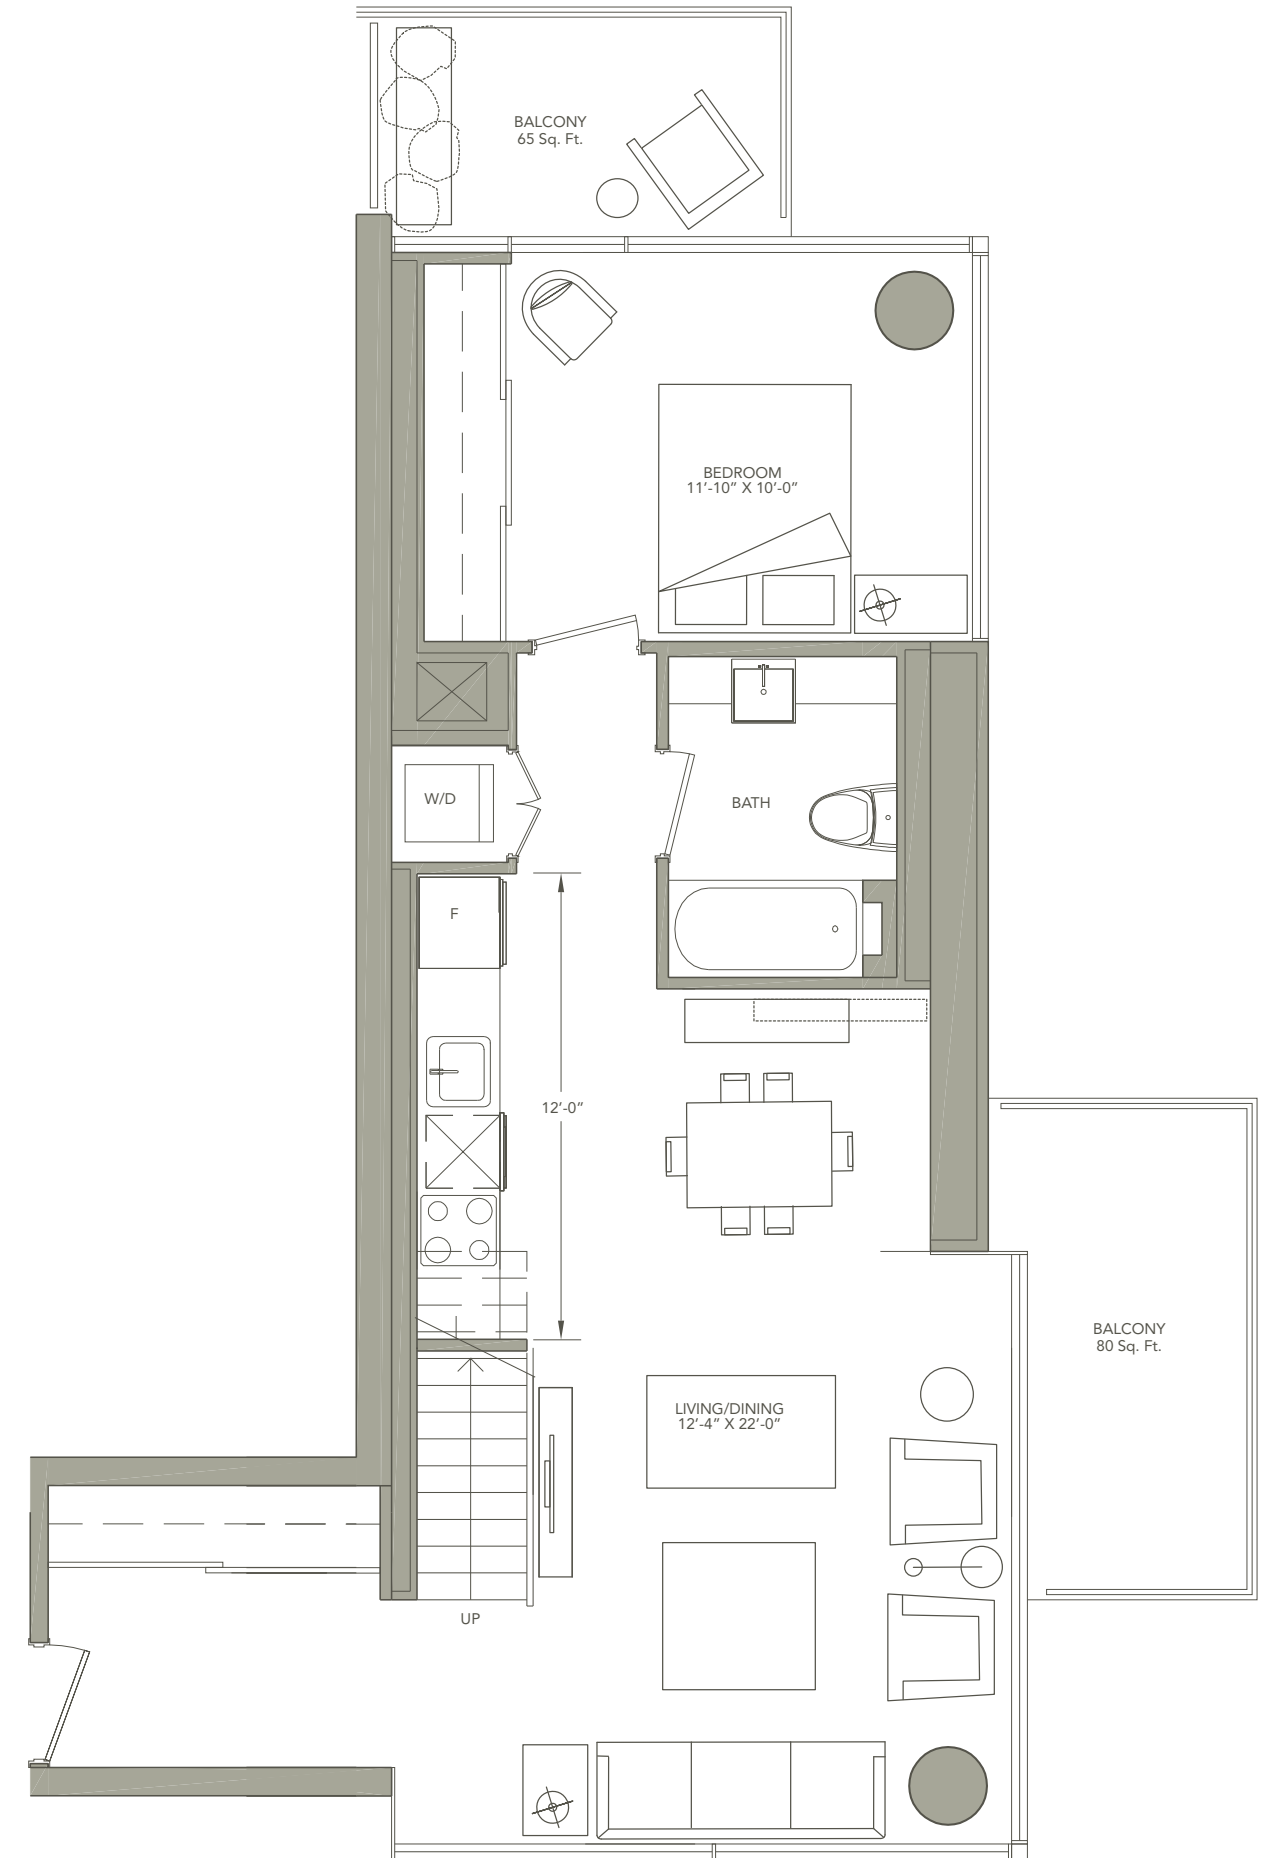 BALCONY
65 Sq. Ft.
BEDROOM
11’-10” X 10’-0”
W/D
BATH
F
12’-0”
BALCONY
80 Sq. Ft.
LIVING/DINING
12’-4” X 22’-0”
UP